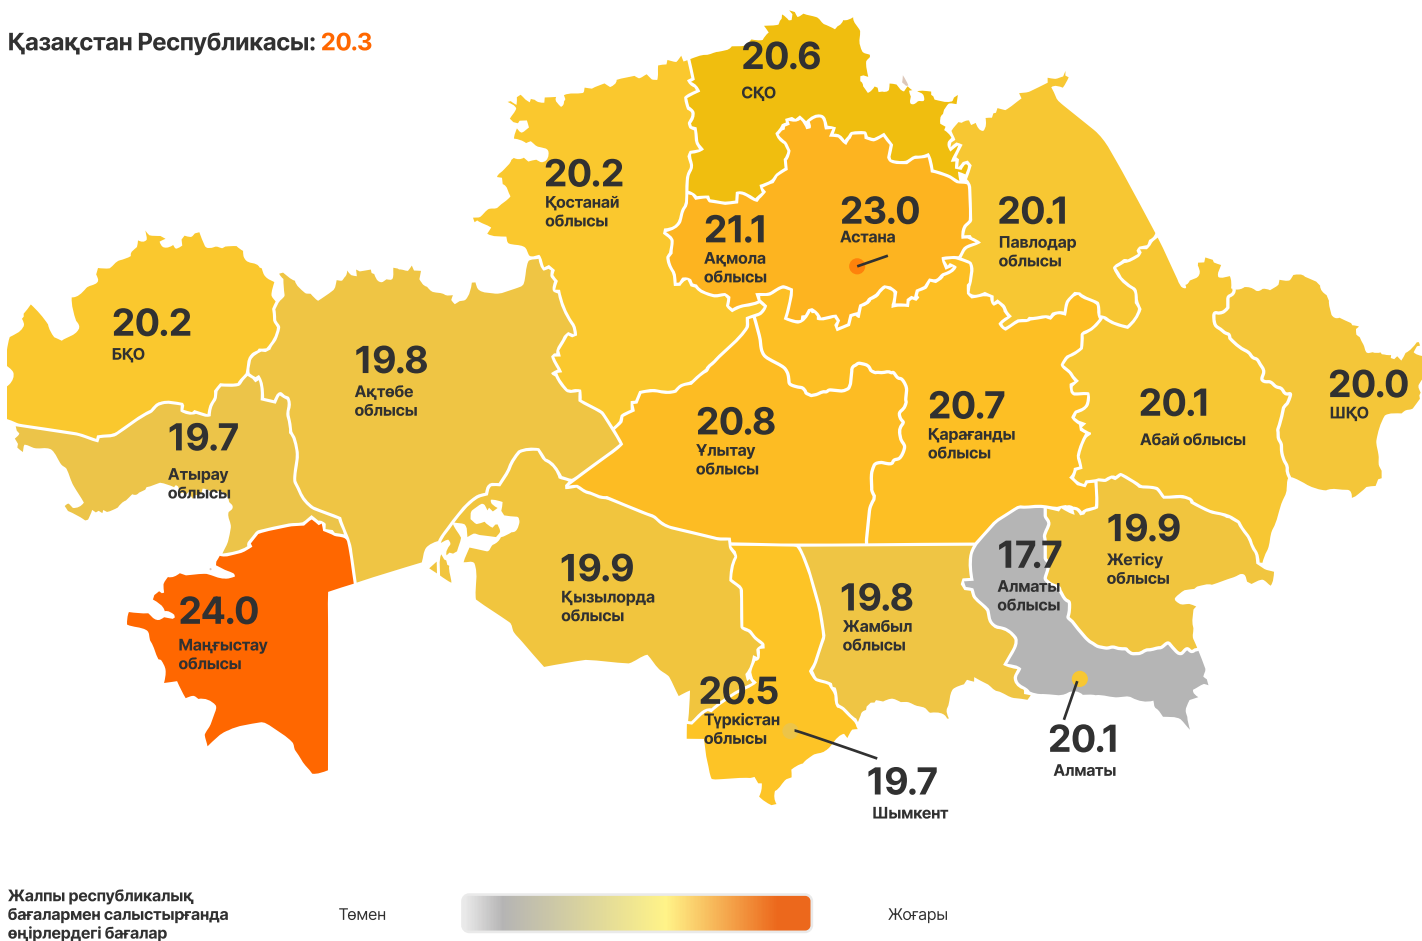 Қазақстан Республикасы: 20.3
20.6
СҚО
20.2
Қостанай
облысы
21.1
Ақмола
облысы
23.0
Астана
20.1
Павлодар
облысы
20.2
БҚО
19.8
Ақтөбе
облысы
20.0
ШҚО
20.1
Абай облысы
20.7
Қарағанды
облысы
20.8
Ұлытау
облысы
19.7
Атырау
облысы
19.9
Жетісу
облысы
17.7
Алматы
облысы
19.9
Қызылорда
облысы
19.8
Жамбыл
облысы
24.0
Маңғыстау
облысы
20.5
Түркістан
облысы
20.1
Алматы
19.7
Шымкент
Жалпы республикалық
бағалармен салыстырғанда
өңірлердегі бағалар
Төмен
Жоғары